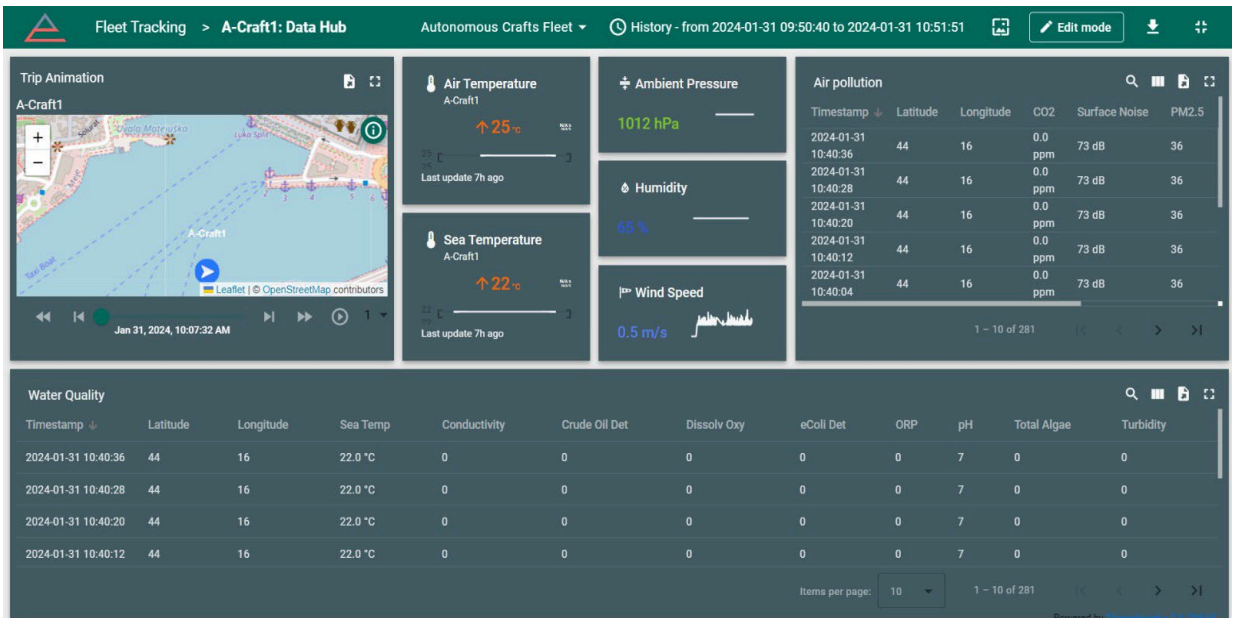 Fleet Tracking > A-Craft1: Data Hub
Autonomous Crafts Fleet
History - from 2024-01-31 09:50:40 to 2024-01-31 10:51:51
Edit mode
Trip Animation
A-Craft1
+
−
Uvala Matejuška
Luka Split
3 4 5 6
A-Craft1
Taxi Boat
Leaflet | © OpenStreetMap contributors
1
Jan 31, 2024, 10:07:32 AM
Air Temperature
A-Craft1
25 °C
25
25
Last update 7h ago
Sea Temperature
A-Craft1
22 °C
22
Last update 7h ago
Ambient Pressure
1012 hPa
Humidity
65 %
Wind Speed
0.5 m/s
Air pollution
Timestamp Latitude Longitude CO2 Surface Noise PM2.5
2024-01-31 10:40:36 44 16 0.0 ppm 73 dB 36
2024-01-31 10:40:28 44 16 0.0 ppm 73 dB 36
2024-01-31 10:40:20 44 16 0.0 ppm 73 dB 36
2024-01-31 10:40:12 44 16 0.0 ppm 73 dB 36
2024-01-31 10:40:04 44 16 0.0 ppm 73 dB 36
1 – 10 of 281
Water Quality
Timestamp Latitude Longitude Sea Temp Conductivity Crude Oil Det Dissolv Oxy eColi Det ORP pH Total Algae Turbidity
2024-01-31 10:40:36 44 16 22.0 °C 0 0 0 0 0 7 0 0
2024-01-31 10:40:28 44 16 22.0 °C 0 0 0 0 0 7 0 0
2024-01-31 10:40:20 44 16 22.0 °C 0 0 0 0 0 7 0 0
2024-01-31 10:40:12 44 16 22.0 °C 0 0 0 0 0 7 0 0
Items per page: 10 1 – 10 of 281